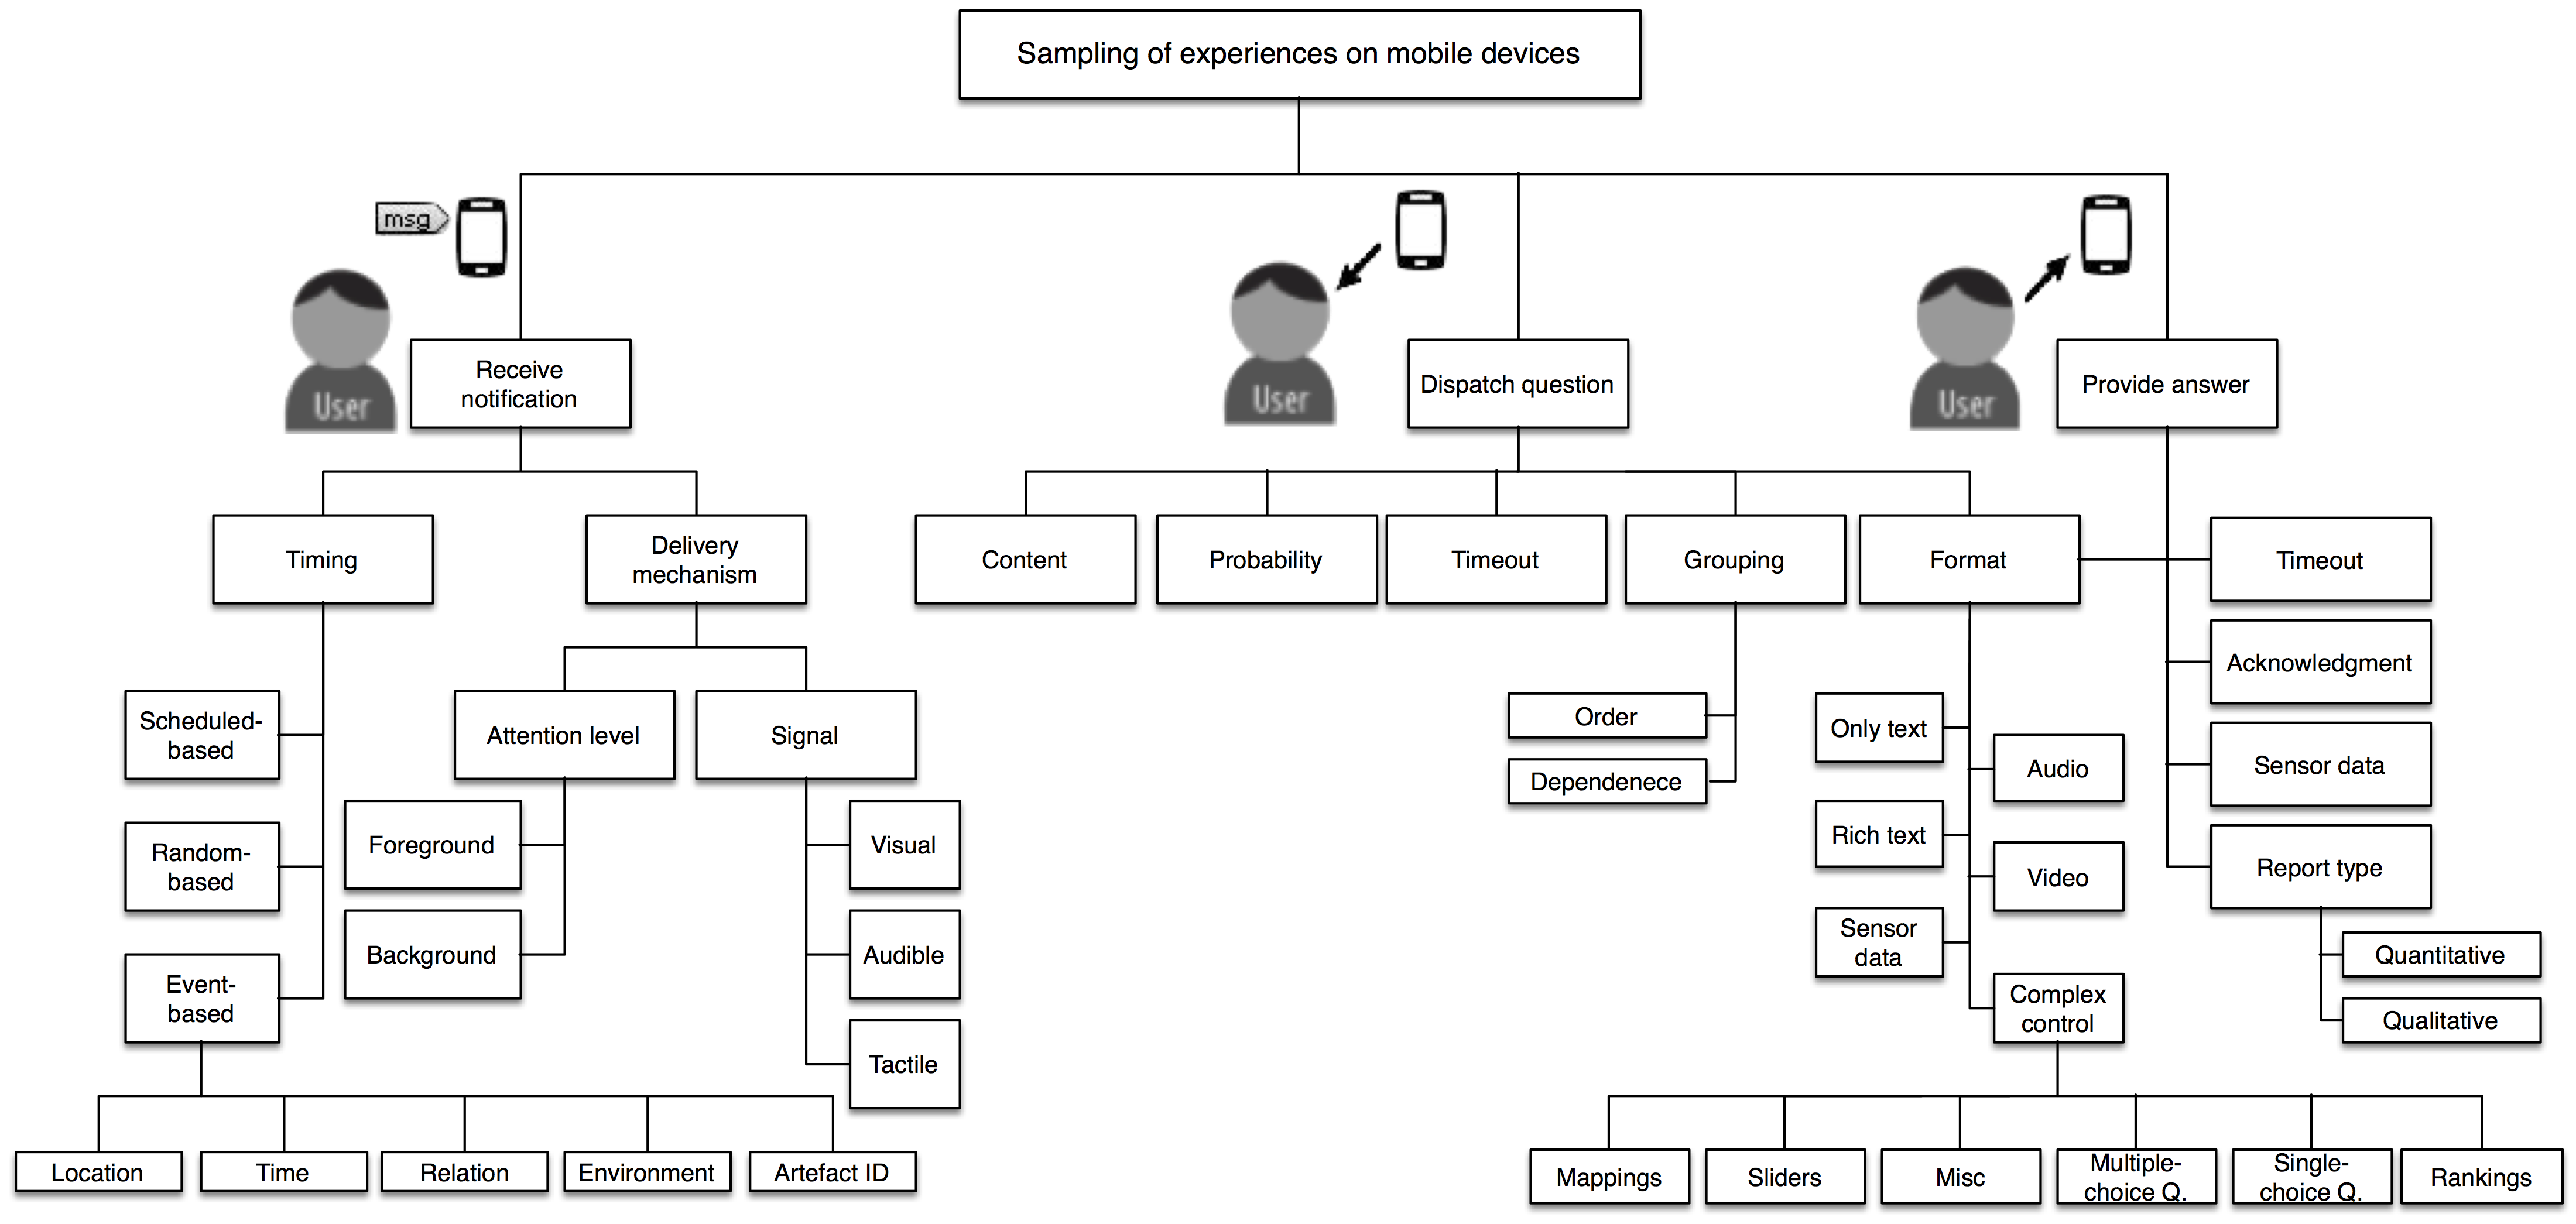 Sampling of experiences on mobile devices
msg
User
Receive
notification
User
Dispatch question
User
Provide answer
Timing
Delivery
mechanism
Content
Probability
Timeout
Grouping
Format
Timeout
Acknowledgment
Sensor data
Report type
Quantitative
Qualitative
Scheduled-
based
Random-
based
Event-
based
Attention level
Signal
Foreground
Background
Visual
Audible
Tactile
Order
Dependenece
Only text
Audio
Rich text
Video
Sensor
data
Complex
control
Location
Time
Relation
Environment
Artefact ID
Mappings
Sliders
Misc
Multiple-
choice Q.
Single-
choice Q.
Rankings